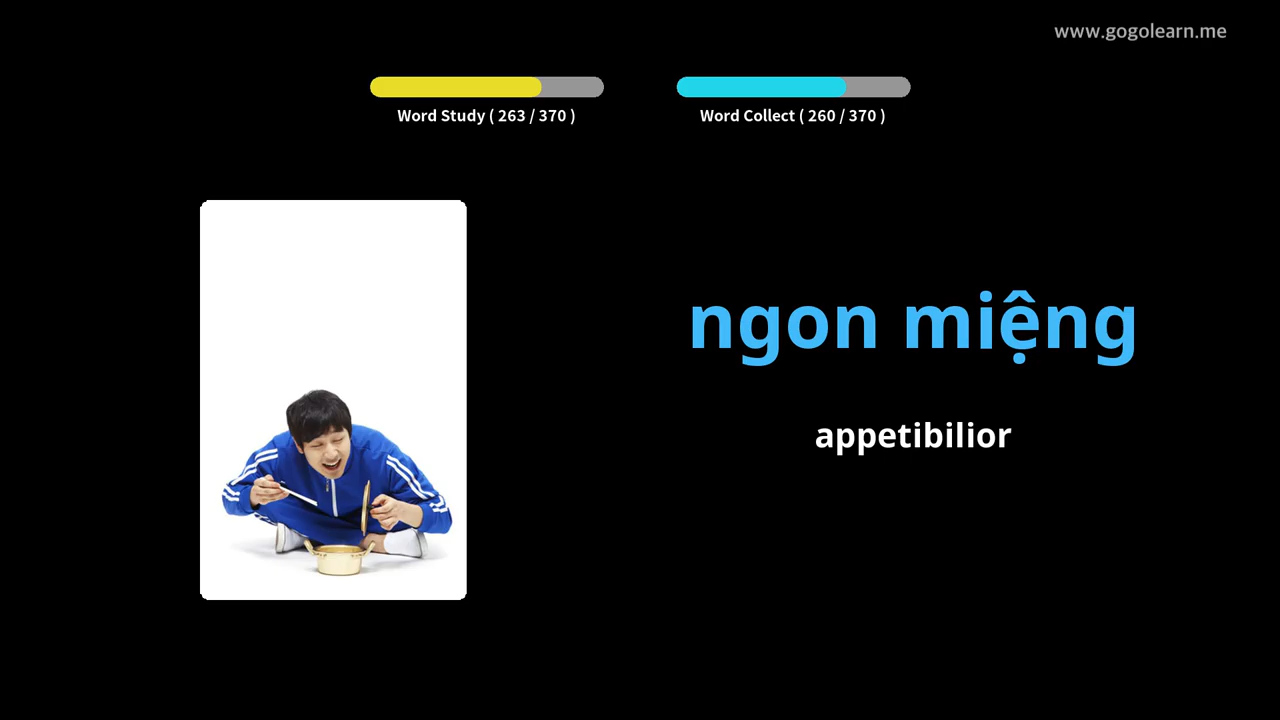 www.gogolearn.me
Word Study ( 263 / 370 )
Word Collect ( 260 / 370 )
ngon miệng
appetibilior